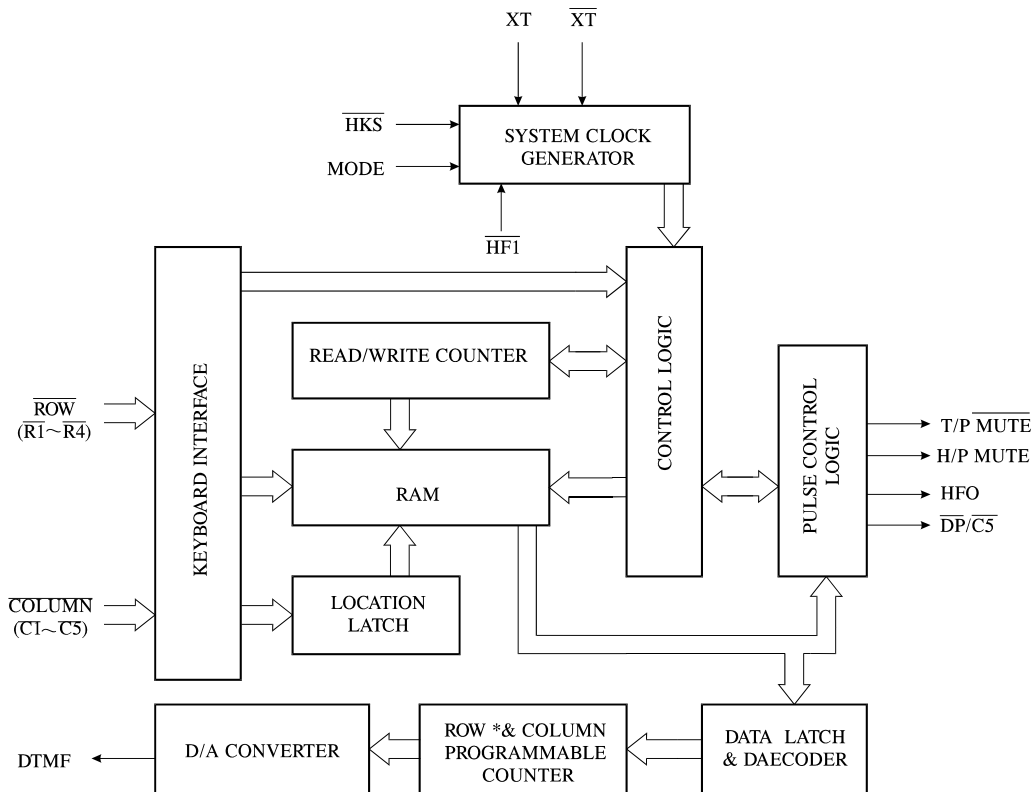 XT
XT
HKS
SYSTEM CLOCK
GENERATOR
MODE
HF1
KEYBOARD INTERFACE
READ/WRITE COUNTER
CONTROL LOGIC
PULSE CONTROL
LOGIC
ROW
(R1~R4)
T/P MUTE
H/P MUTE
HFO
DP/C5
RAM
COLUMN
(C1~C5)
LOCATION
LATCH
DTMF
D/A CONVERTER
ROW *& COLUMN
PROGRAMMABLE
COUNTER
DATA LATCH
& DAECODER